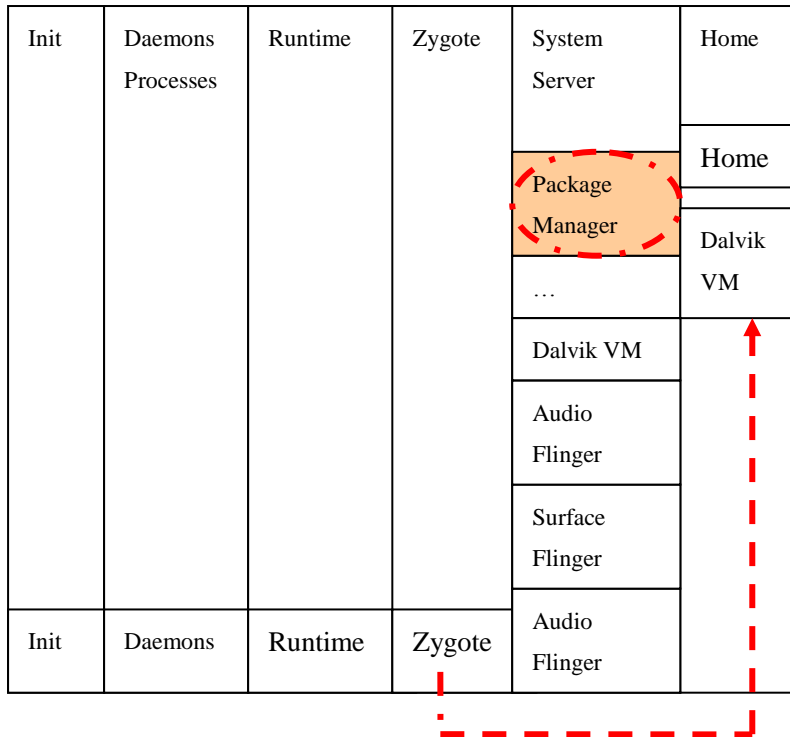 Init
Daemons
Processes
Runtime
Zygote
System
Server
Home
Home
Package
Manager
Dalvik
VM
…
Dalvik VM
Audio
Flinger
Surface
Flinger
Init
Daemons
Runtime
Zygote
Audio
Flinger